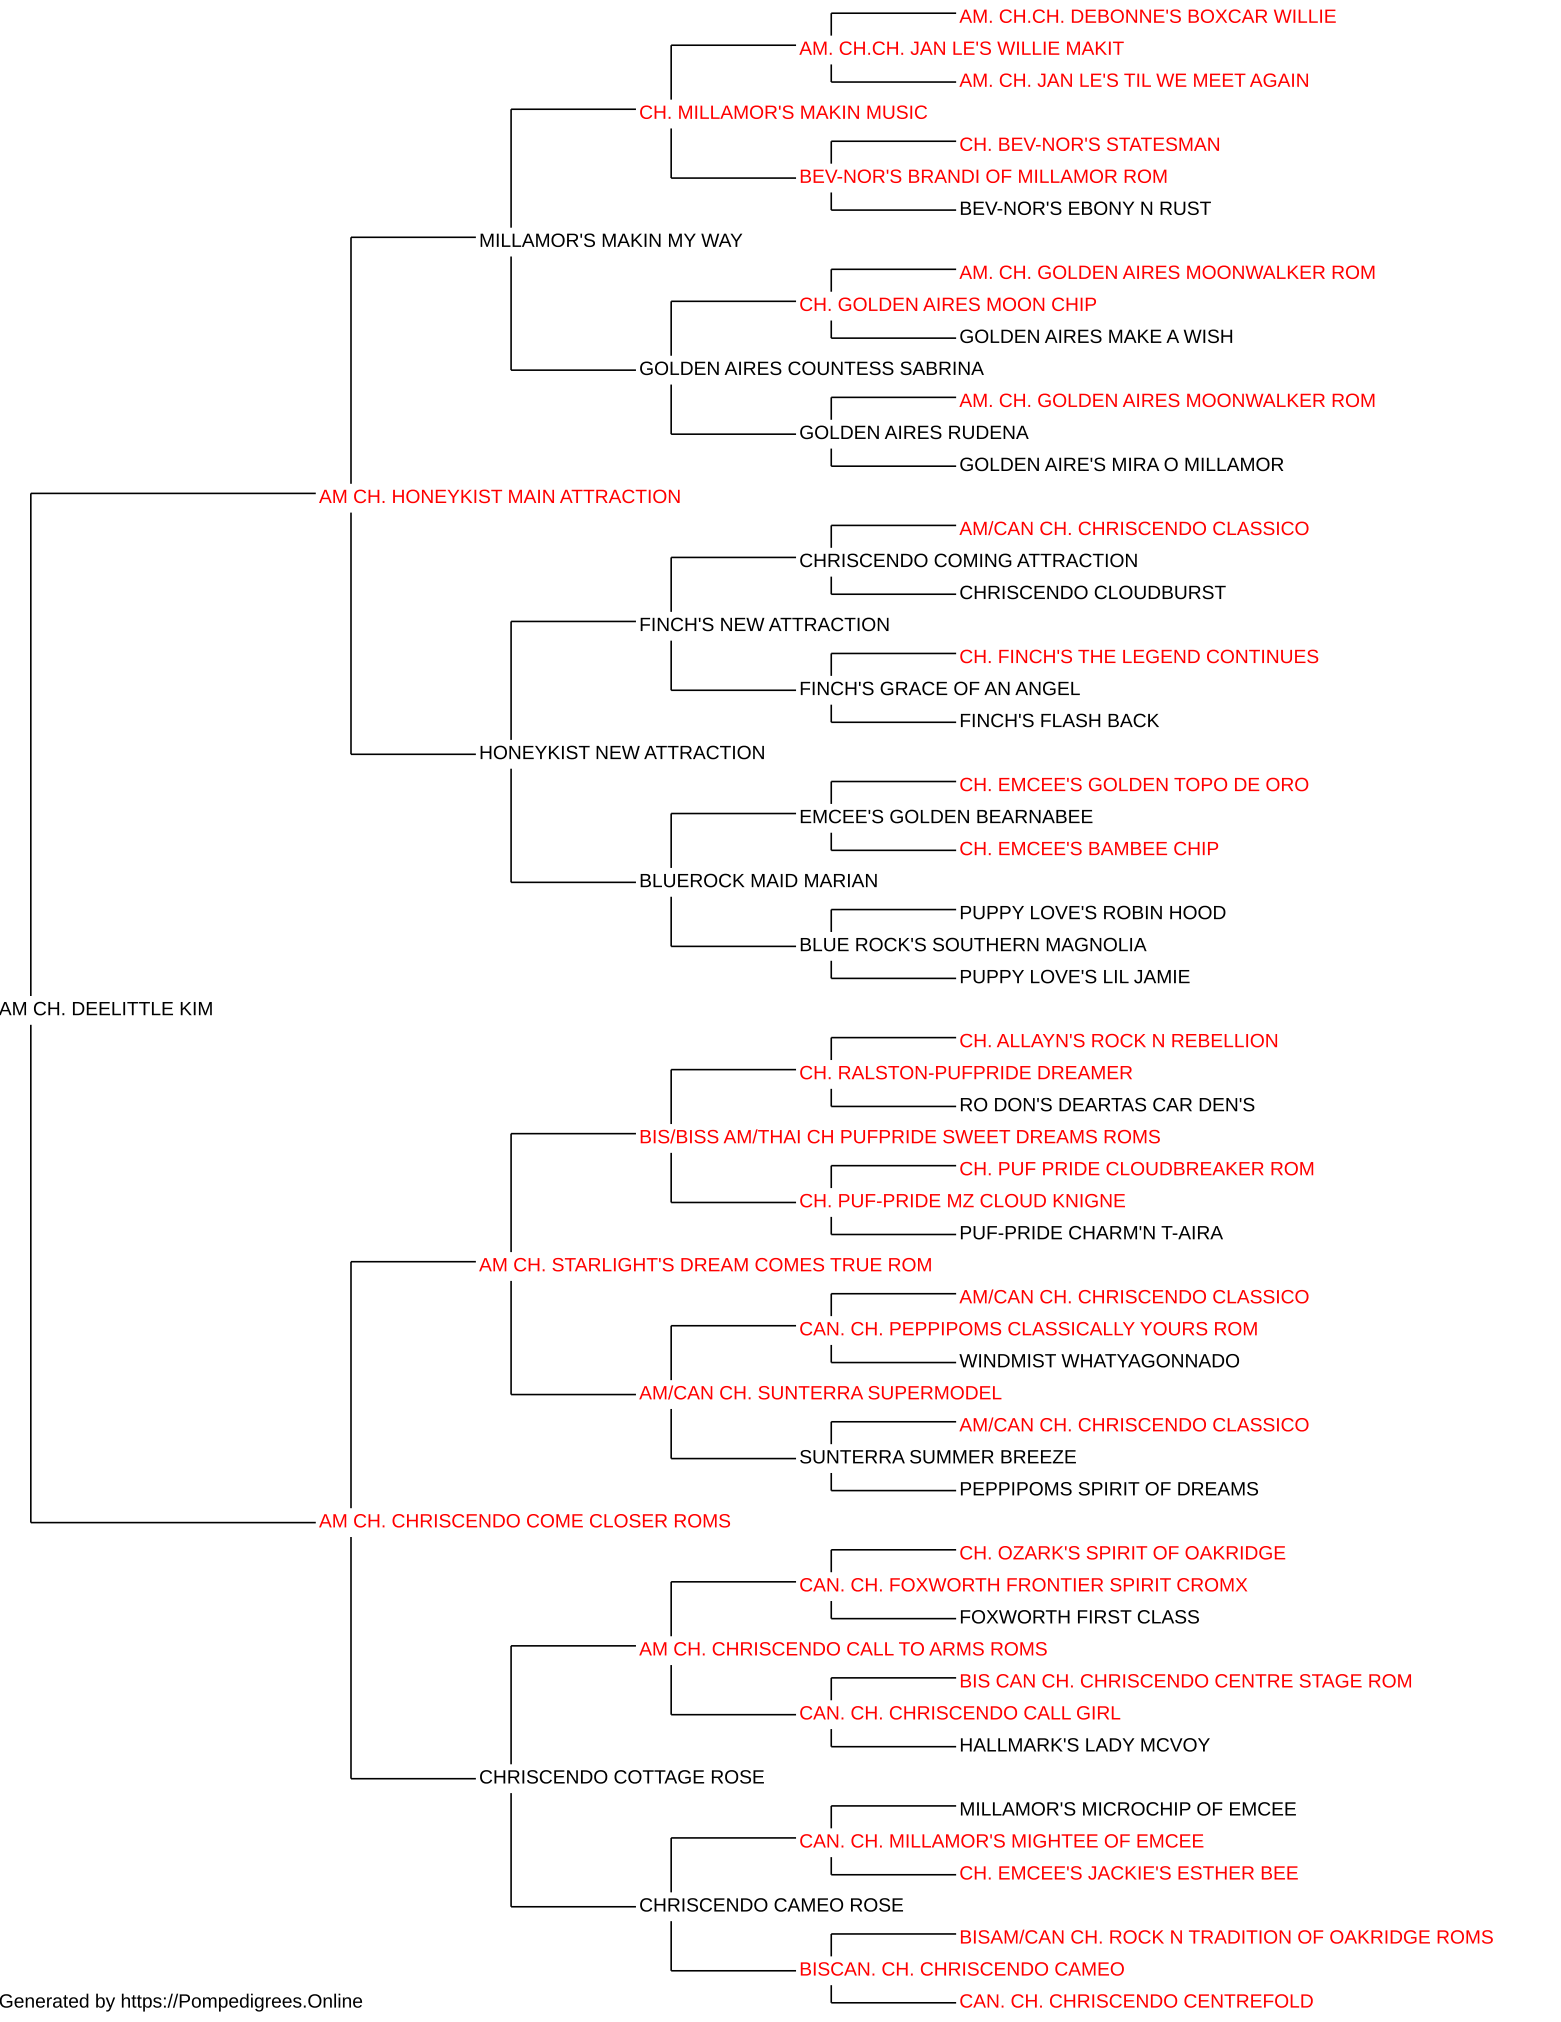 AM. CH.CH. DEBONNE'S BOXCAR WILLIE
AM. CH.CH. JAN LE'S WILLIE MAKIT
AM. CH. JAN LE'S TIL WE MEET AGAIN
CH. MILLAMOR'S MAKIN MUSIC
CH. BEV-NOR'S STATESMAN
BEV-NOR'S BRANDI OF MILLAMOR ROM
BEV-NOR'S EBONY N RUST
MILLAMOR'S MAKIN MY WAY
AM. CH. GOLDEN AIRES MOONWALKER ROM
CH. GOLDEN AIRES MOON CHIP
GOLDEN AIRES MAKE A WISH
GOLDEN AIRES COUNTESS SABRINA
AM. CH. GOLDEN AIRES MOONWALKER ROM
GOLDEN AIRES RUDENA
GOLDEN AIRE'S MIRA O MILLAMOR
AM CH. HONEYKIST MAIN ATTRACTION
AM/CAN CH. CHRISCENDO CLASSICO
CHRISCENDO COMING ATTRACTION
CHRISCENDO CLOUDBURST
FINCH'S NEW ATTRACTION
CH. FINCH'S THE LEGEND CONTINUES
FINCH'S GRACE OF AN ANGEL
FINCH'S FLASH BACK
HONEYKIST NEW ATTRACTION
CH. EMCEE'S GOLDEN TOPO DE ORO
EMCEE'S GOLDEN BEARNABEE
CH. EMCEE'S BAMBEE CHIP
BLUEROCK MAID MARIAN
PUPPY LOVE'S ROBIN HOOD
BLUE ROCK'S SOUTHERN MAGNOLIA
PUPPY LOVE'S LIL JAMIE
AM CH. DEELITTLE KIM
CH. ALLAYN'S ROCK N REBELLION
CH. RALSTON-PUFPRIDE DREAMER
RO DON'S DEARTAS CAR DEN'S
BIS/BISS AM/THAI CH PUFPRIDE SWEET DREAMS ROMS
CH. PUF PRIDE CLOUDBREAKER ROM
CH. PUF-PRIDE MZ CLOUD KNIGNE
PUF-PRIDE CHARM'N T-AIRA
AM CH. STARLIGHT'S DREAM COMES TRUE ROM
AM/CAN CH. CHRISCENDO CLASSICO
CAN. CH. PEPPIPOMS CLASSICALLY YOURS ROM
WINDMIST WHATYAGONNADO
AM/CAN CH. SUNTERRA SUPERMODEL
AM/CAN CH. CHRISCENDO CLASSICO
SUNTERRA SUMMER BREEZE
PEPPIPOMS SPIRIT OF DREAMS
AM CH. CHRISCENDO COME CLOSER ROMS
CH. OZARK'S SPIRIT OF OAKRIDGE
CAN. CH. FOXWORTH FRONTIER SPIRIT CROMX
FOXWORTH FIRST CLASS
AM CH. CHRISCENDO CALL TO ARMS ROMS
BIS CAN CH. CHRISCENDO CENTRE STAGE ROM
CAN. CH. CHRISCENDO CALL GIRL
HALLMARK'S LADY MCVOY
CHRISCENDO COTTAGE ROSE
MILLAMOR'S MICROCHIP OF EMCEE
CAN. CH. MILLAMOR'S MIGHTEE OF EMCEE
CH. EMCEE'S JACKIE'S ESTHER BEE
CHRISCENDO CAMEO ROSE
BISAM/CAN CH. ROCK N TRADITION OF OAKRIDGE ROMS
BISCAN. CH. CHRISCENDO CAMEO
CAN. CH. CHRISCENDO CENTREFOLD
Generated by https://Pompedigrees.Online